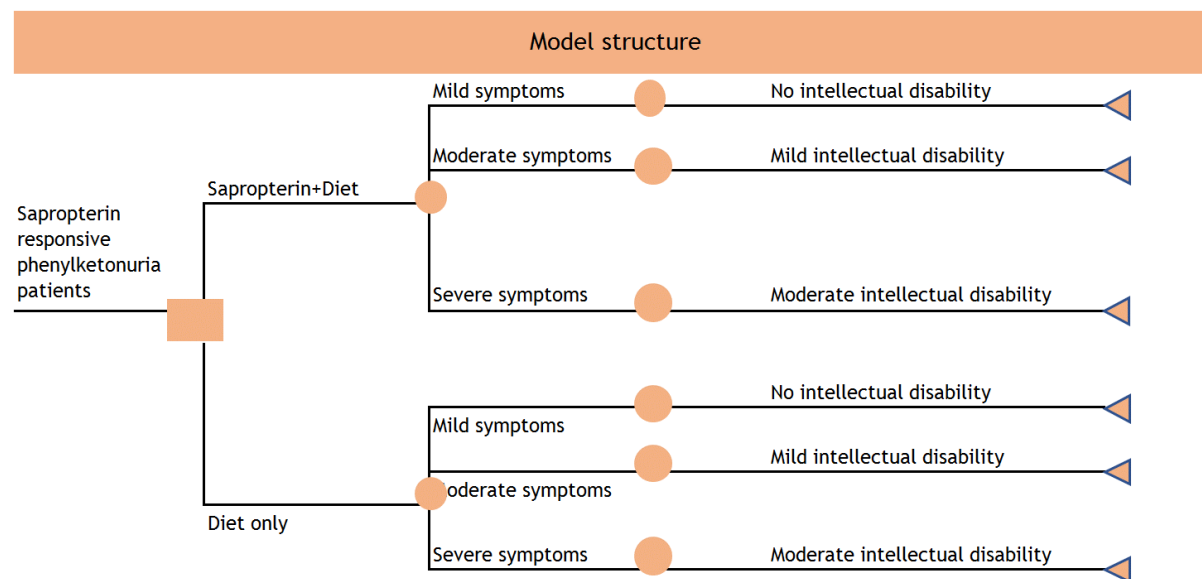 Model structure
Mild symptoms
No intellectual disability
Moderate symptoms
Mild intellectual disability
Sapropterin+Diet
Sapropterin
responsive
phenylketonuria
patients
Severe symptoms
Moderate intellectual disability
No intellectual disability
Mild symptoms
Mild intellectual disability
Moderate symptoms
Diet only
Severe symptoms
Moderate intellectual disability